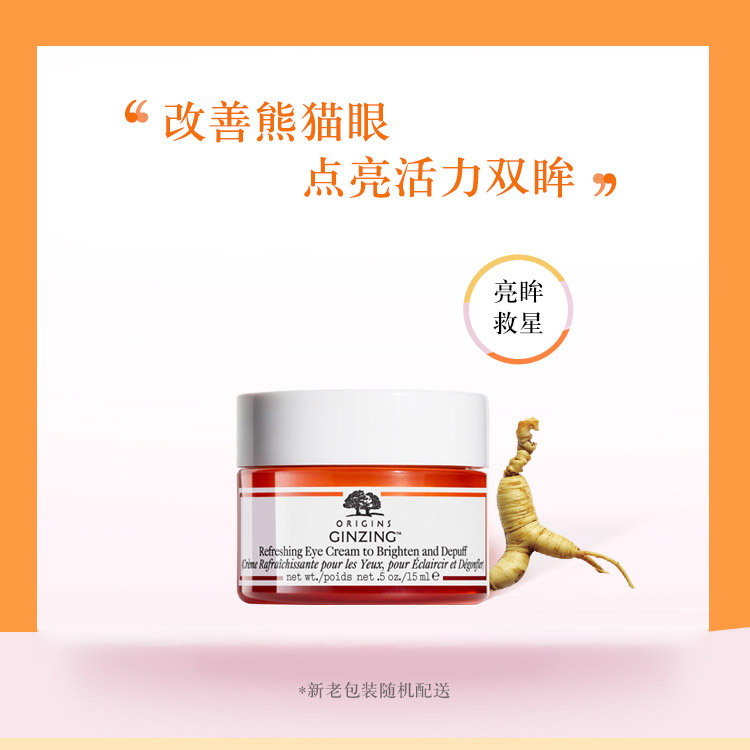 “改善熊猫眼
点亮活力双眸”
亮眸
救星
ORIGINS
GINZING™
Refreshing Eye Cream to Brighten and Depuff
(Crème Rafraîchissante pour les Yeux, pour Éclaircir et Dégonfler)
net wt./poids net .5 oz./15 ml ℮
*新老包装随机配送